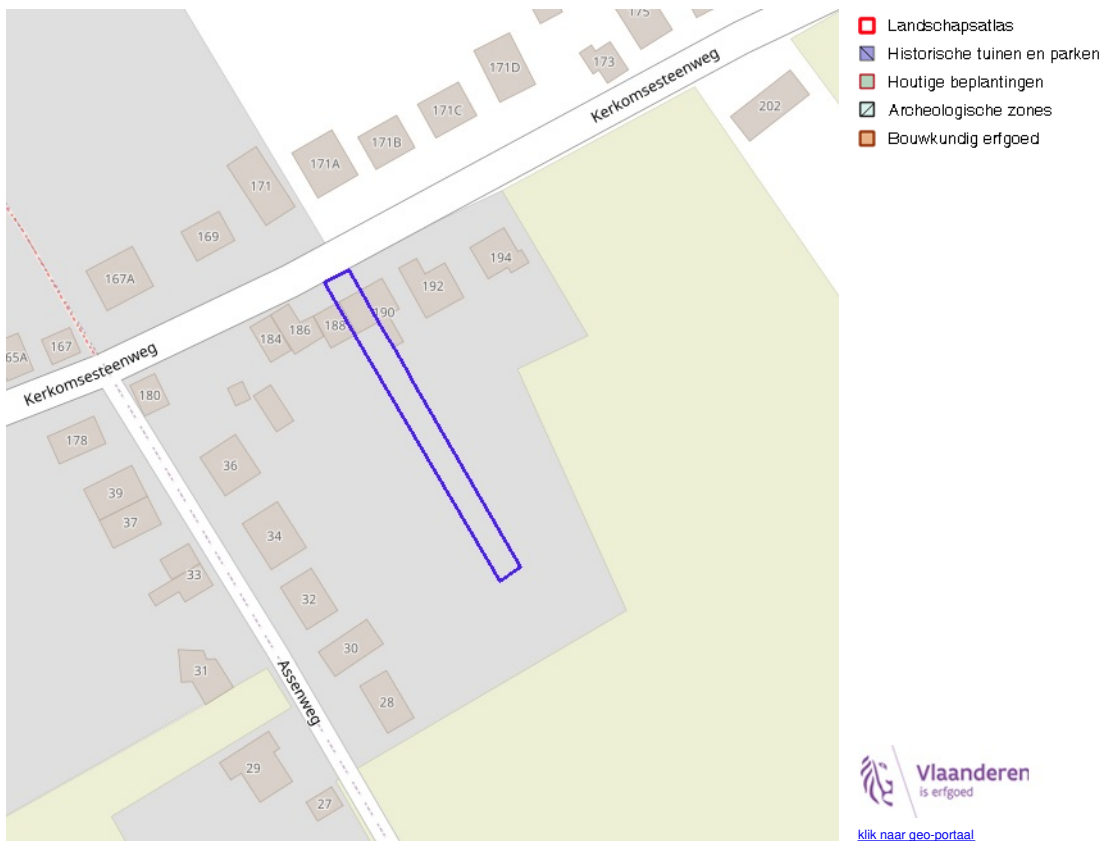 175
171D
173
Kerkomsesteenweg
202
171C
171B
171A
171
169
194
167A
192
190
188
186
184
167
65A
Kerkomsesteenweg
180
178
36
39
37
34
33
32
30
31
Assenweg
28
29
27
Landschapsatlas
Historische tuinen en parken
Houtige beplantingen
Archeologische zones
Bouwkundig erfgoed
Vlaanderen
is erfgoed
klik naar geo-portaal